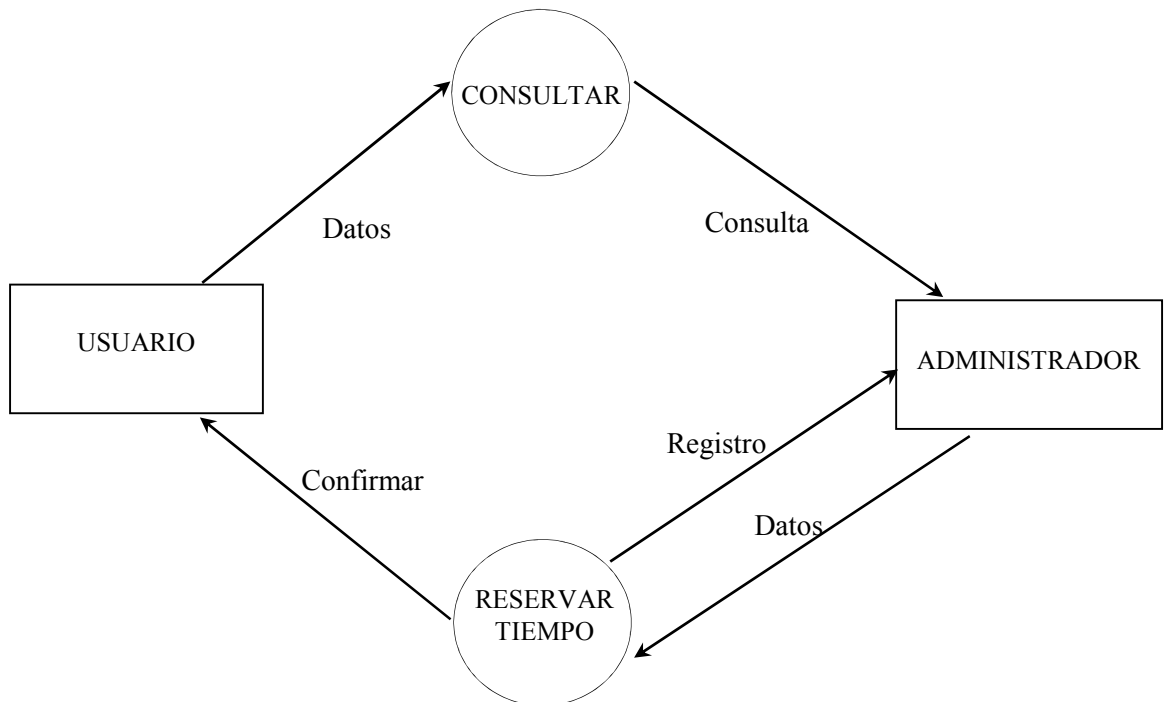 CONSULTAR
Datos
Consulta
USUARIO
ADMINISTRADOR
Registro
Confirmar
Datos
RESERVAR
TIEMPO